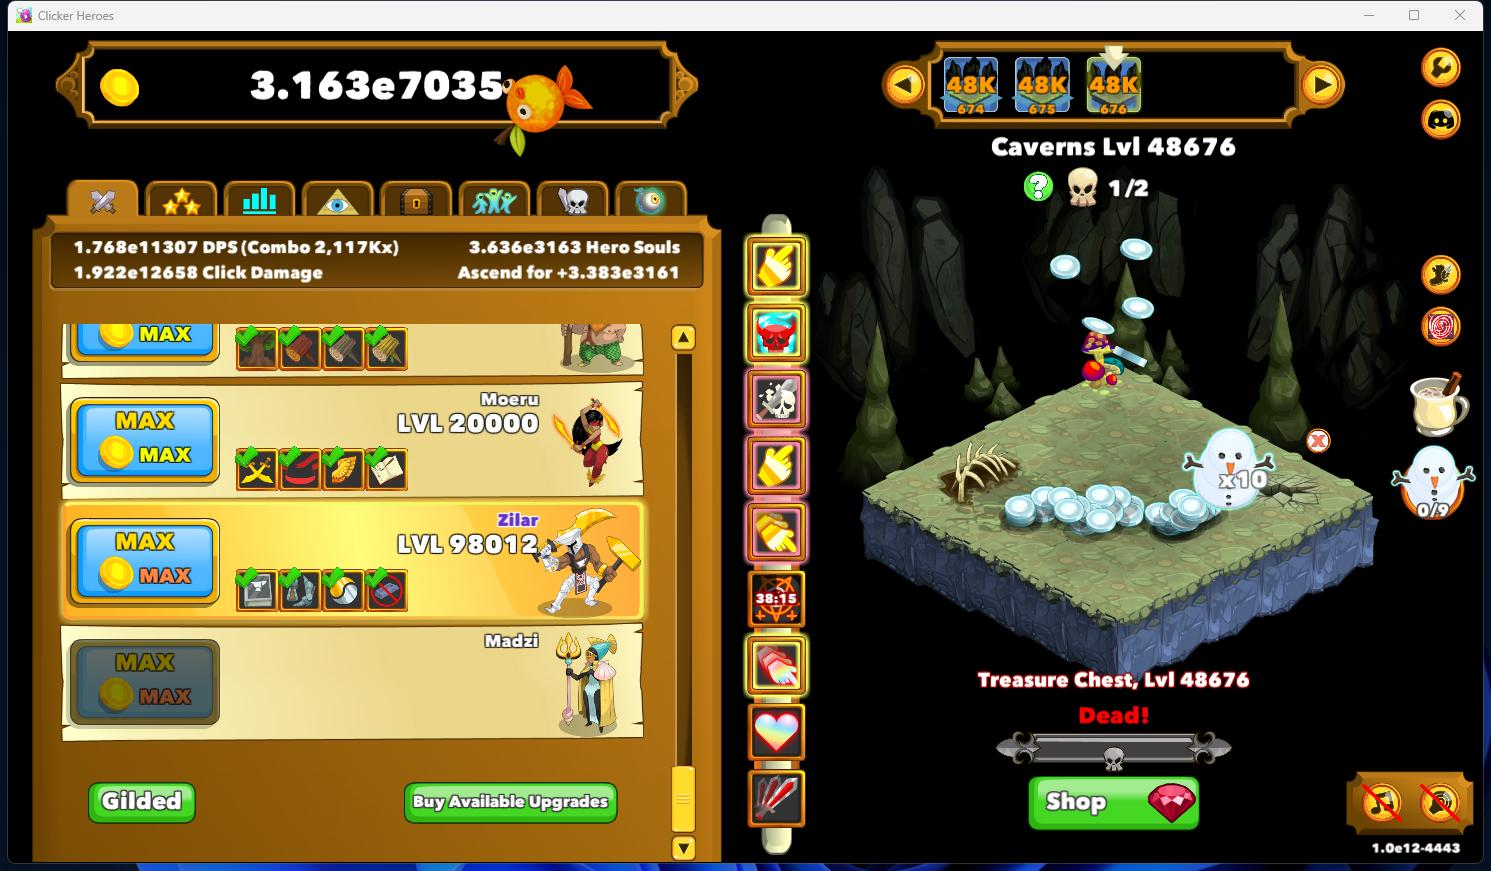 Clicker Heroes
3.163e7035
48K
674
48K
675
48K
676
Caverns Lvl 48676
? 1/2
1.768e11307 DPS (Combo 2,117Kx)
3.636e3163 Hero Souls
1.922e12658 Click Damage
Ascend for +3.383e3161
MAX
Moeru
LVL 20000
MAX
MAX
Zilar
LVL 98012
MAX
MAX
Madzi
MAX
MAX
Gilded
Buy Available Upgrades
38:15
x10
0/9
Treasure Chest, Lvl 48676
Dead!
Shop
1.0e12-4443